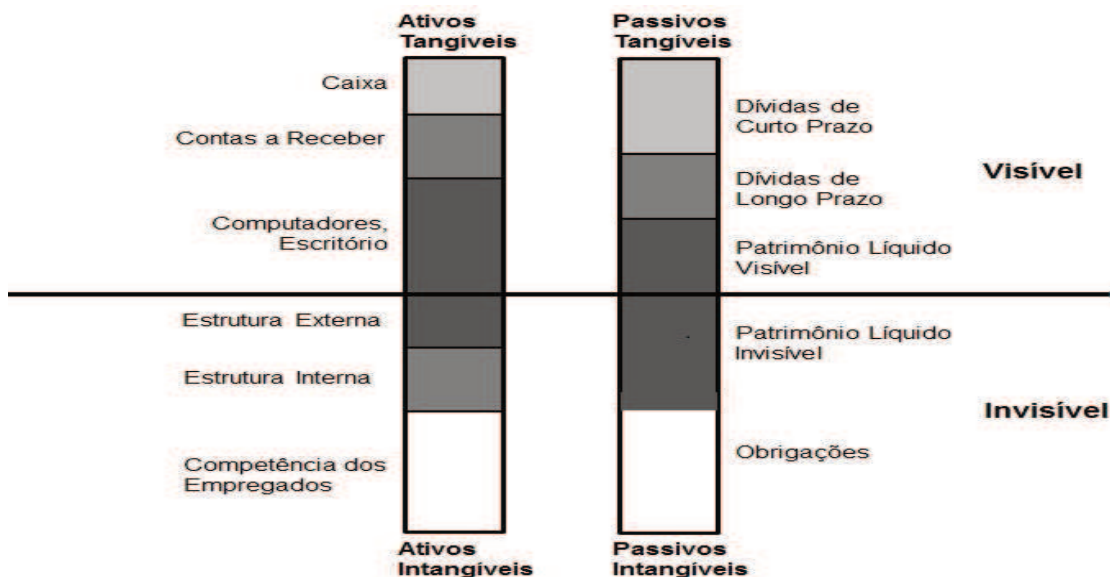 Ativos
Tangíveis
Passivos
Tangíveis
Caixa
Contas a Receber
Computadores,
Escritório
Dívidas de
Curto Prazo
Dívidas de
Longo Prazo
Patrimônio Líquido
Visível
Visível
Estrutura Externa
Estrutura Interna
Competência dos
Empregados
Patrimônio Líquido
Invisível
Obrigações
Invisível
Ativos
Intangíveis
Passivos
Intangíveis